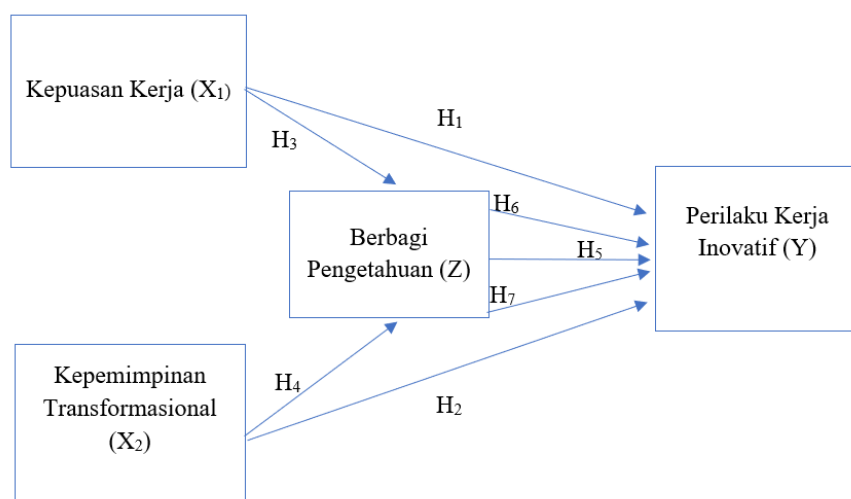 Kepuasan Kerja (X₁)
H₁
H₃
H₆
Berbagi
Pengetahuan (Z)
H₅
Perilaku Kerja
Inovatif (Y)
H₇
Kepemimpinan
Transformasional
(X₂)
H₄
H₂